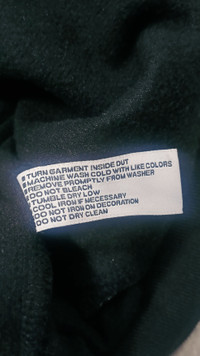 TURN GARMENT INSIDE OUT
MACHINE WASH COLD WITH LIKE COLORS
REMOVE PROMPTLY FROM WASHER
DO NOT BLEACH
TUMBLE DRY LOW
COOL IRON IF NECESSARY
DO NOT IRON ON DECORATION
DO NOT DRY CLEAN